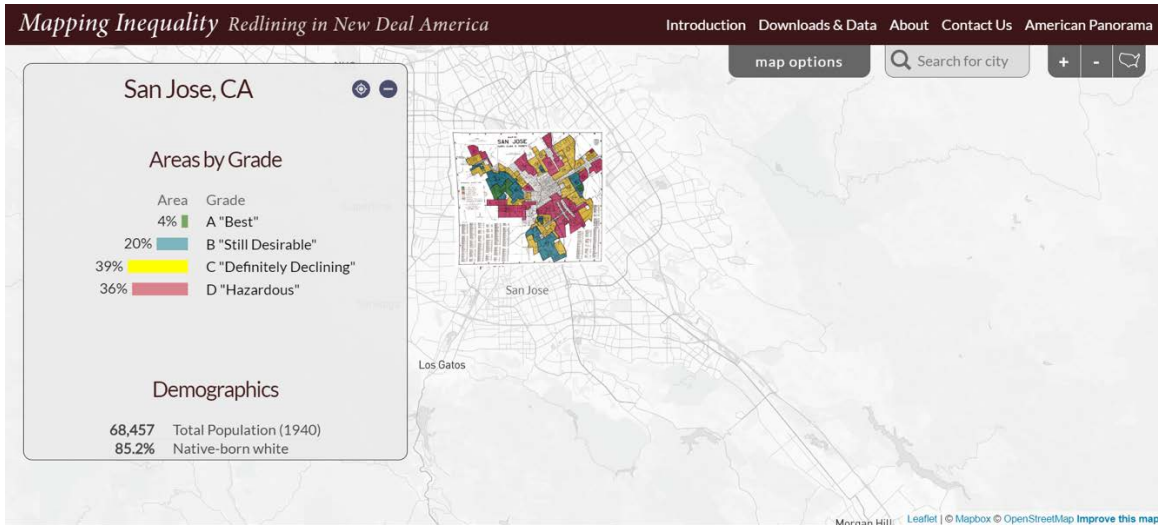 Mapping Inequality Redlining in New Deal America
Introduction Downloads & Data About Contact Us American Panorama
map options
Search for city
+ -
San Jose, CA
Areas by Grade
Area Grade
4% A "Best"
20% B "Still Desirable"
39% C "Definitely Declining"
36% D "Hazardous"
Demographics
68,457 Total Population (1940)
85.2% Native-born white
SAN JOSE
San Jose
Los Gatos
Morgan Hill
Leaflet | © Mapbox © OpenStreetMap Improve this map